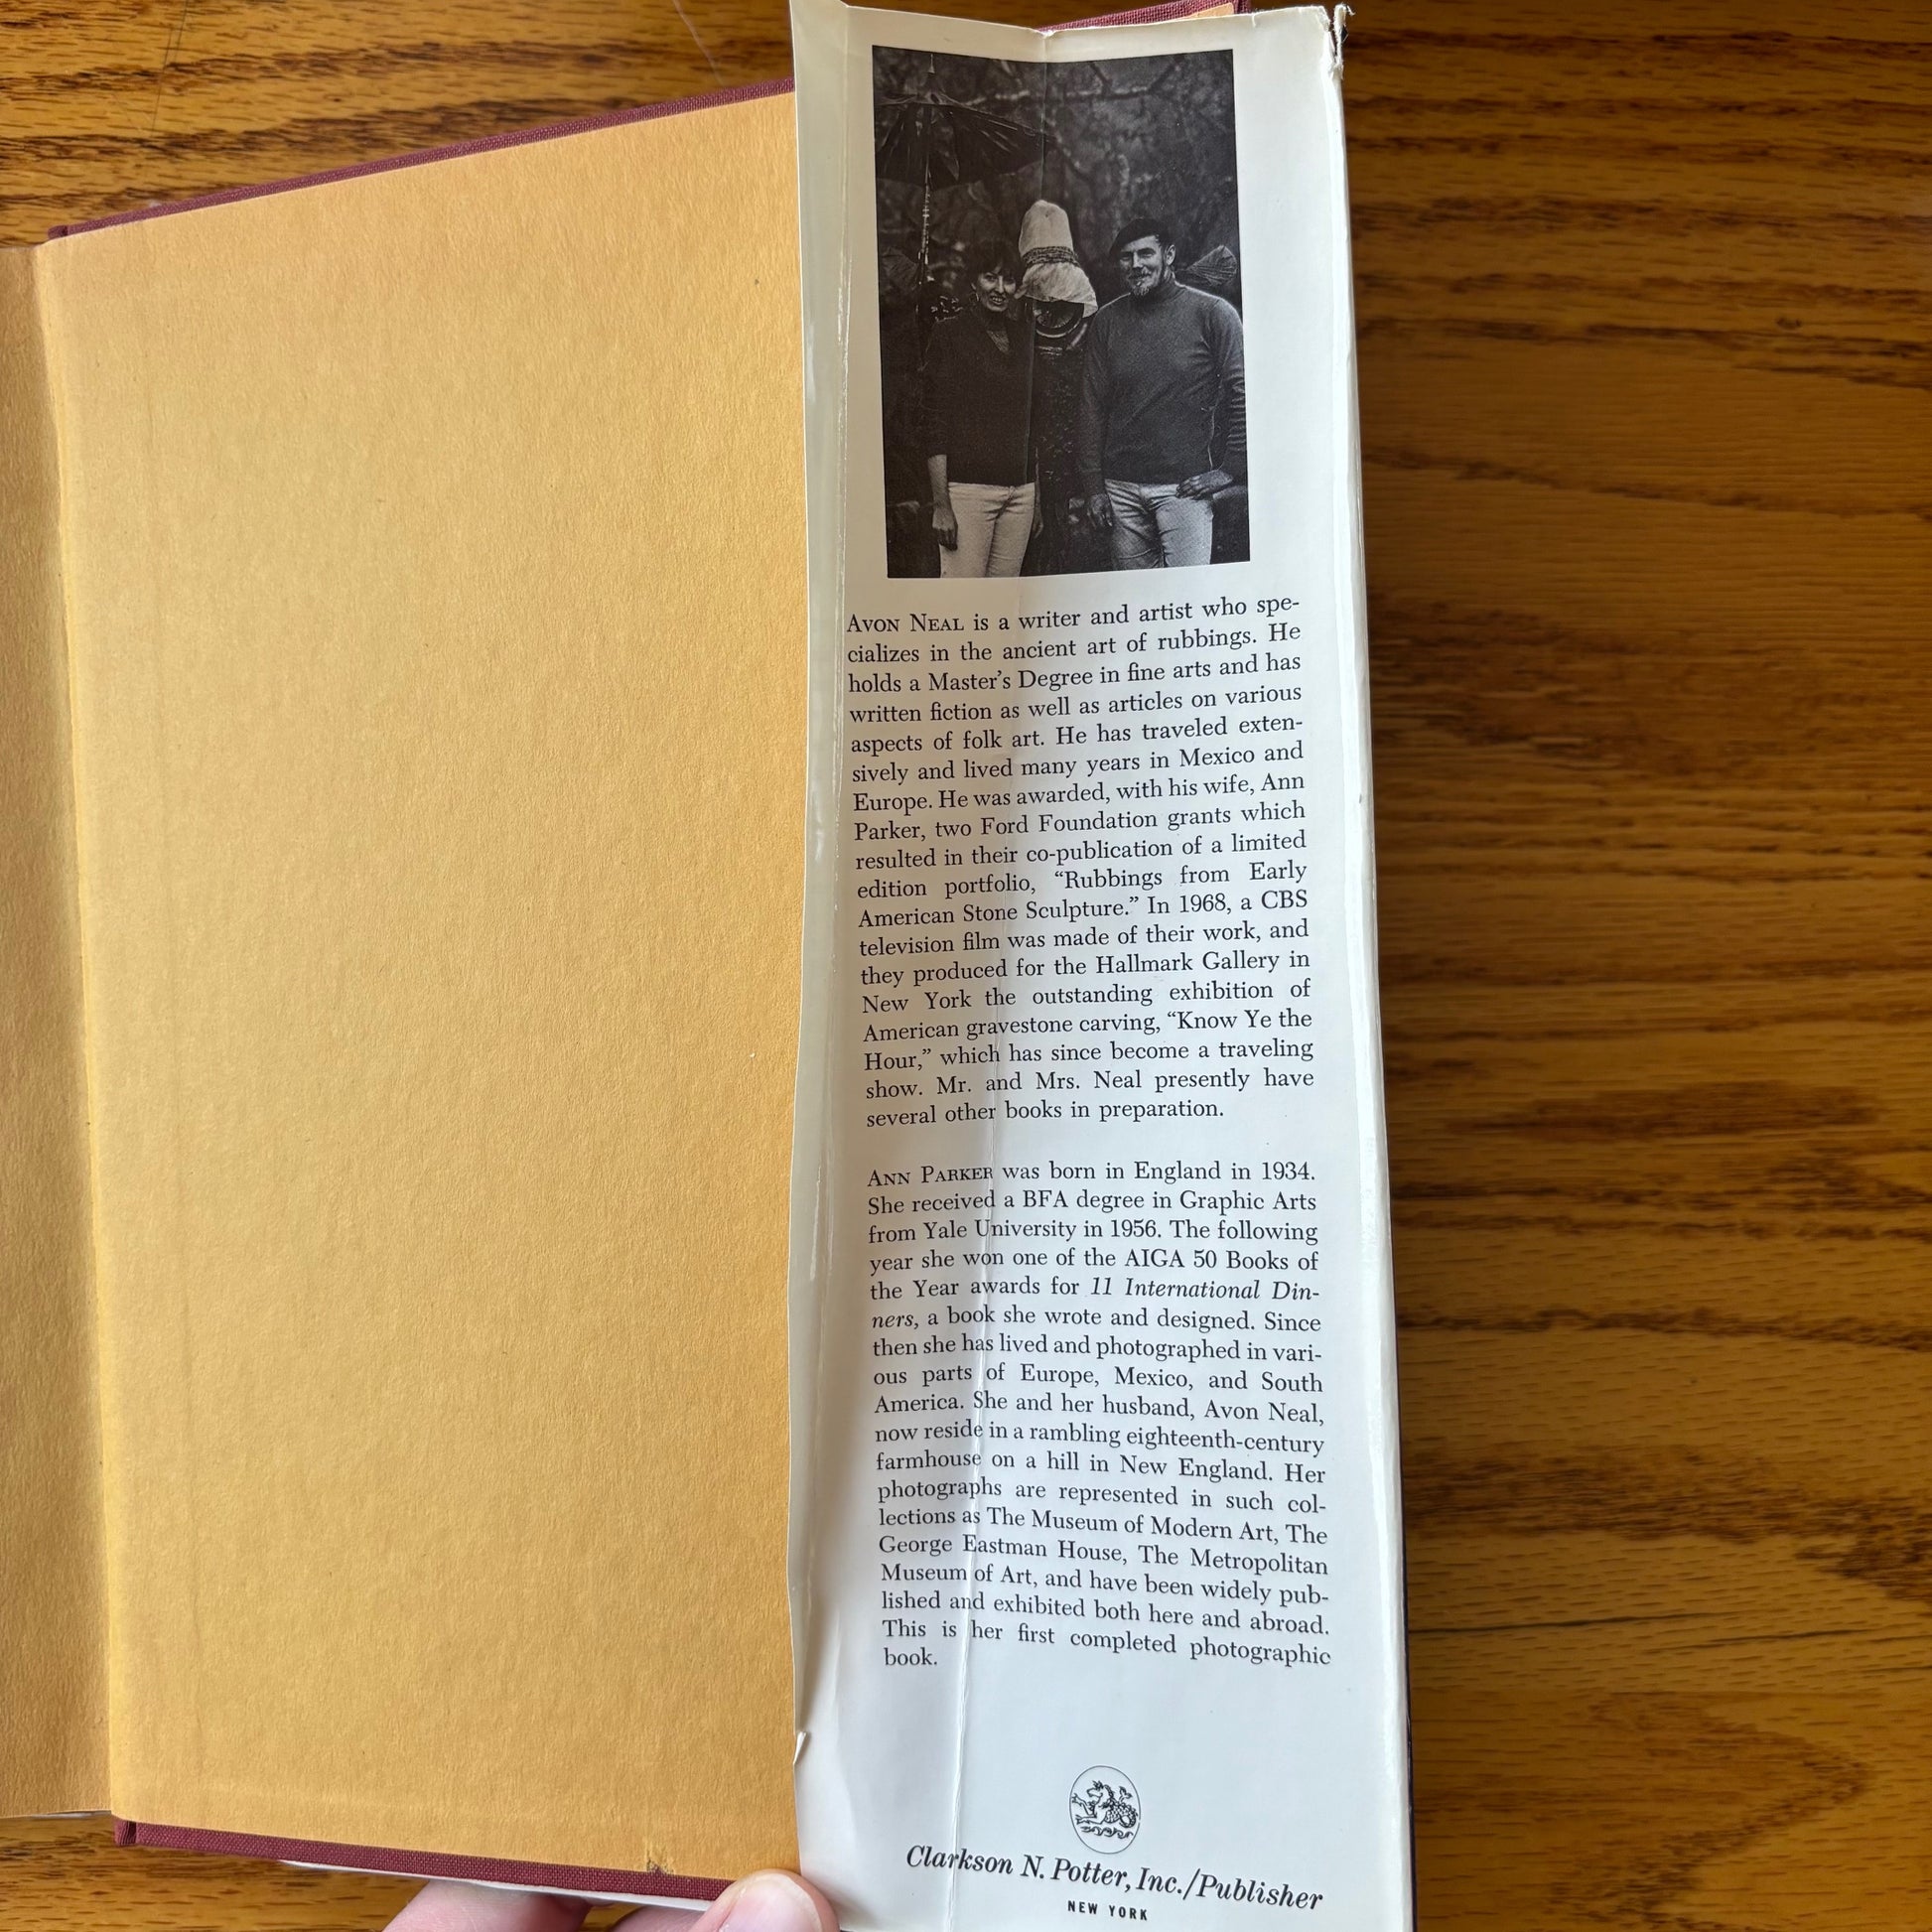 AVON NEAL is a writer and artist who spe-
cializes in the ancient art of rubbings. He
holds a Master's Degree in fine arts and has
written fiction as well as articles on various
aspects of folk art. He has traveled exten-
sively and lived many years in Mexico and
Europe. He was awarded, with his wife, Ann
Parker, two Ford Foundation grants which
resulted in their co-publication of a limited
edition portfolio, “Rubbings from Early
American Stone Sculpture.” In 1968, a CBS
television film was made of their work, and
they produced for the Hallmark Gallery in
New York the outstanding exhibition of
American gravestone carving, “Know Ye the
Hour,” which has since become a traveling
show. Mr. and Mrs. Neal presently have
several other books in preparation.
ANN PARKER was born in England in 1934.
She received a BFA degree in Graphic Arts
from Yale University in 1956. The following
year she won one of the AIGA 50 Books of
the Year awards for 11 International Din-
ners, a book she wrote and designed. Since
then she has lived and photographed in vari-
ous parts of Europe, Mexico, and South
America. She and her husband, Avon Neal,
now reside in a rambling eighteenth-century
farmhouse on a hill in New England. Her
photographs are represented in such col-
lections as The Museum of Modern Art, The
George Eastman House, The Metropolitan
Museum of Art, and have been widely pub-
lished and exhibited both here and abroad.
This is her first completed photographic
book.
Clarkson N. Potter, Inc./Publisher
NEW YORK